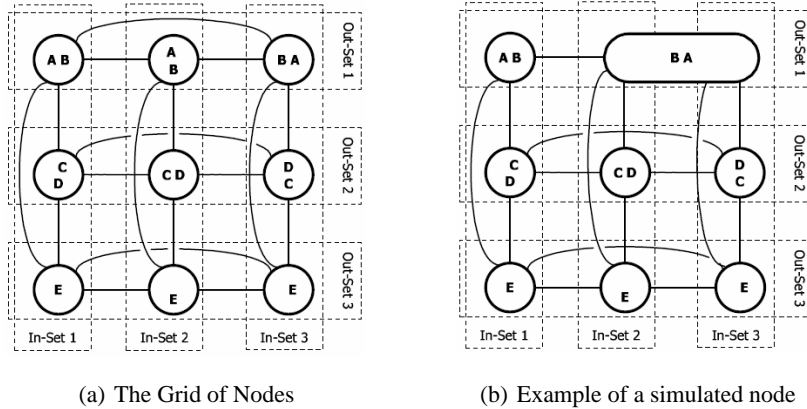 A B
A
B
B A
Out-Set 1
C
D
C D
D
C
Out-Set 2
E
E
E
Out-Set 3
In-Set 1
In-Set 2
In-Set 3
(a) The Grid of Nodes
A B
B A
Out-Set 1
C
D
C D
D
C
Out-Set 2
E
E
E
Out-Set 3
In-Set 1
In-Set 2
In-Set 3
(b) Example of a simulated node